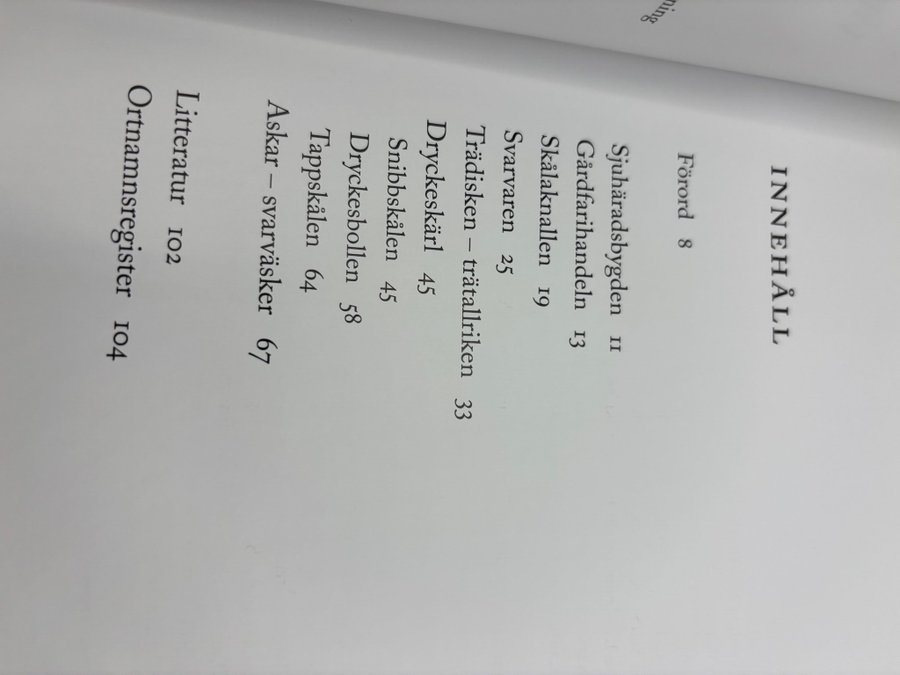 INNEHÅLL
Förord 8
Sjuhäradsbygden 11
Gårdfarihandeln 13
Skålaknallen 19
Svarvaren 25
Trädisken – trätallriken 33
Dryckeskärl 45
Snibbskålen 45
Dryckesbollen 58
Tappskålen 64
Askar – svarväsker 67
Litteratur 102
Ortnamnsregister 104